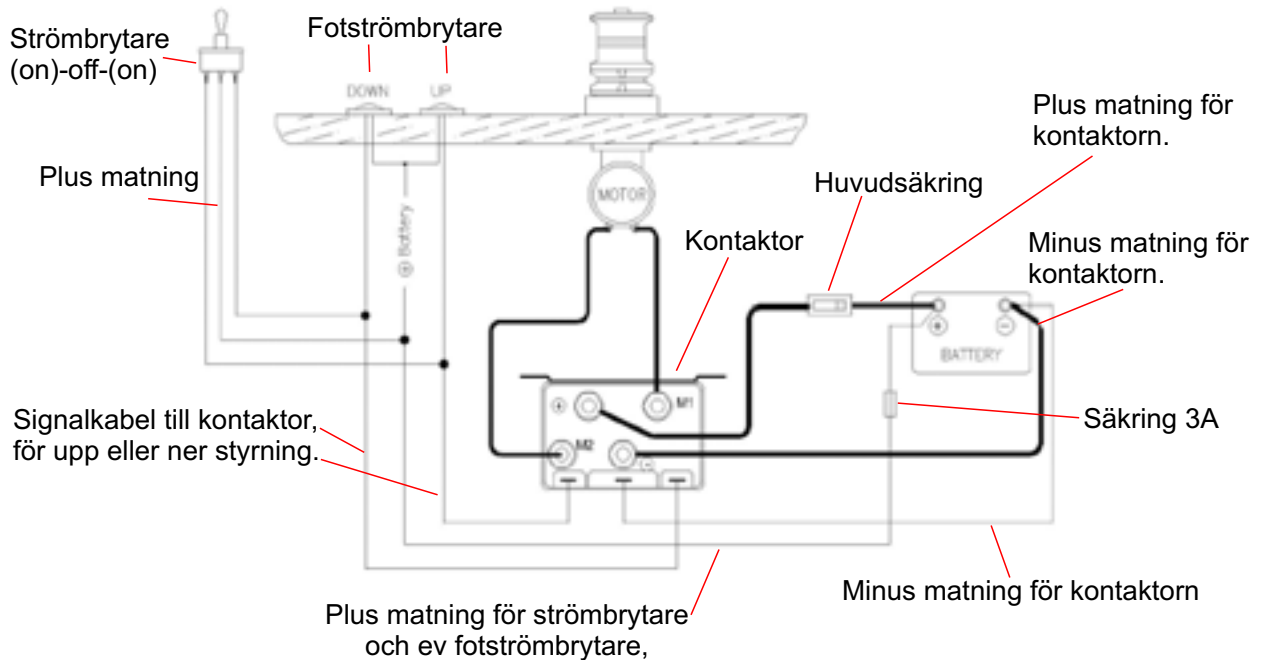 Strömbrytare
(on)-off-(on)
Fotströmbrytare
DOWN
UP
Plus matning för
kontaktorn.
Plus matning
MOTOR
Huvudsäkring
Kontaktor
Minus matning för
kontaktorn.
⊕ Battery
⊕
⊖
BATTERY
⊕
M1
Säkring 3A
Signalkabel till kontaktor,
för upp eller ner styrning.
M2
⊖
Minus matning för kontaktorn
Plus matning för strömbrytare
och ev fotströmbrytare,